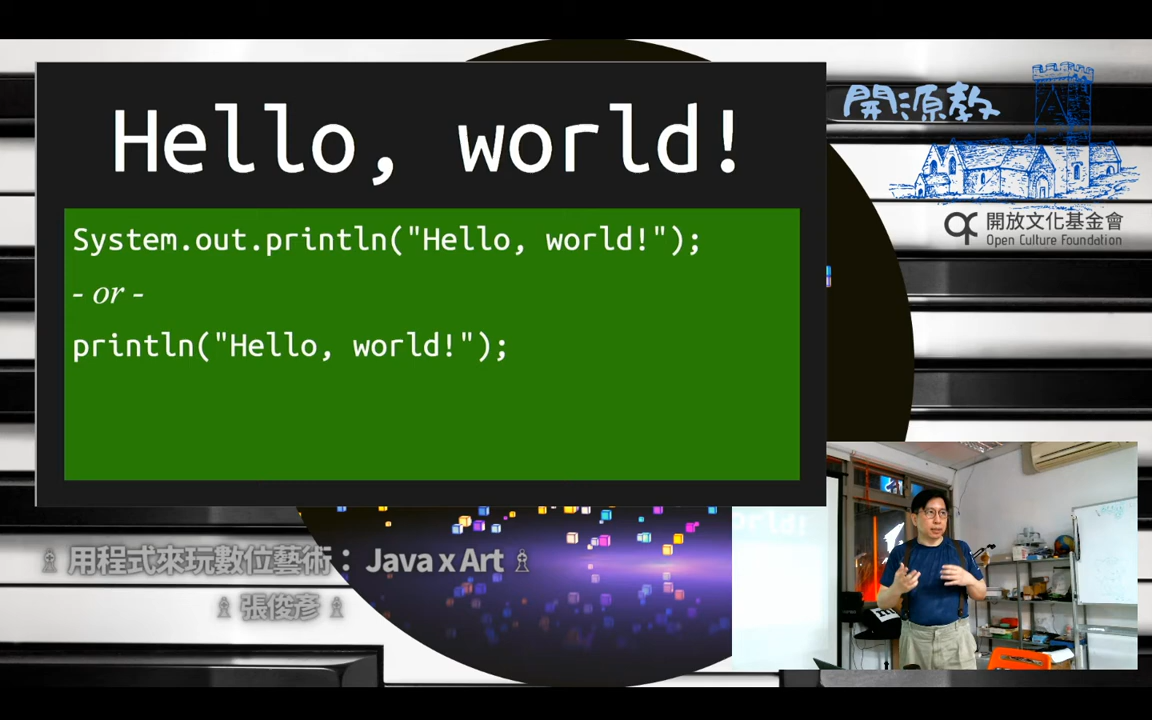 Hello, world!
System.out.println("Hello, world!");
- or -
println("Hello, world!");
開源教
開放文化基金會
Open Culture Foundation
用程式來玩數位藝術： Java x Art
張俊彥
orld!